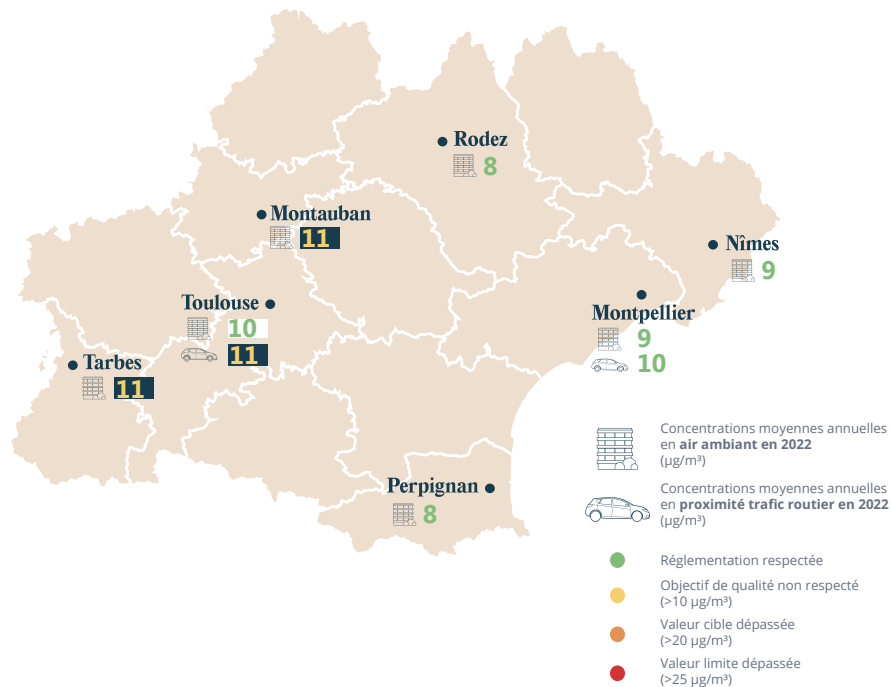 Rodez
8
Montauban
11
Nîmes
9
Toulouse
10
11
Montpellier
9
10
Tarbes
11
Perpignan
8
Concentrations moyennes annuelles
en air ambiant en 2022
(µg/m³)
Concentrations moyennes annuelles
en proximité trafic routier en 2022
(µg/m³)
Réglementation respectée
Objectif de qualité non respecté
(>10 µg/m³)
Valeur cible dépassée
(>20 µg/m³)
Valeur limite dépassée
(>25 µg/m³)